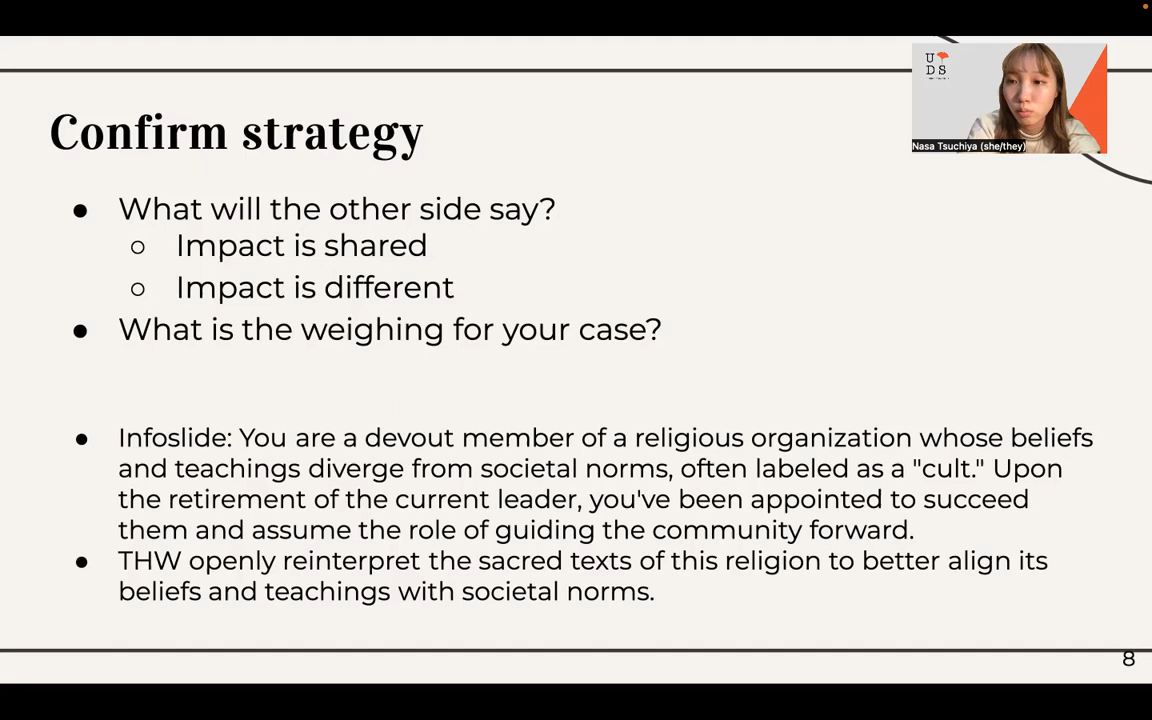 U
DS
Nasa Tsuchiya (she/they)
Confirm strategy
● What will the other side say?
○ Impact is shared
○ Impact is different
● What is the weighing for your case?
● Infoslide: You are a devout member of a religious organization whose beliefs
and teachings diverge from societal norms, often labeled as a "cult." Upon
the retirement of the current leader, you've been appointed to succeed
them and assume the role of guiding the community forward.
● THW openly reinterpret the sacred texts of this religion to better align its
beliefs and teachings with societal norms.
8